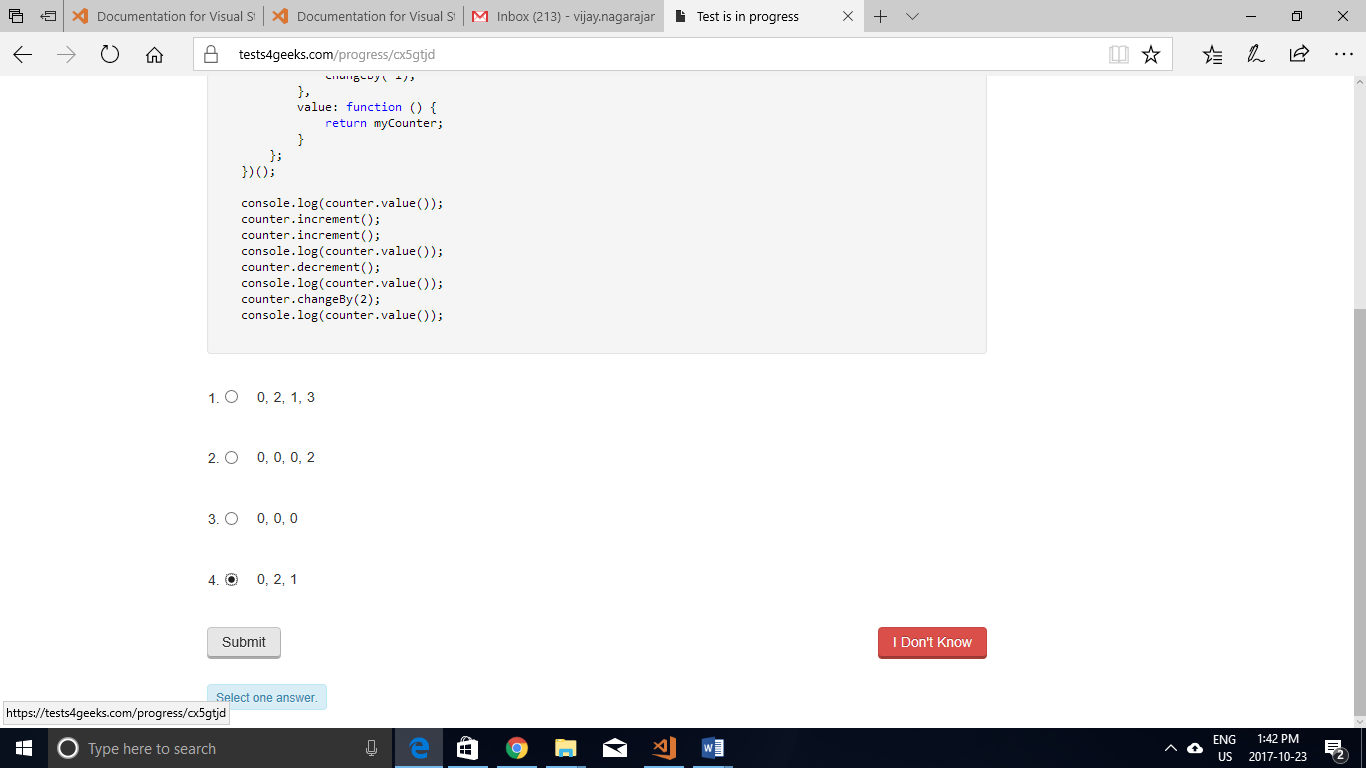 Documentation for Visual St
Documentation for Visual St
Inbox (213) - vijay.nagarajar
Test is in progress
tests4geeks.com/progress/cx5gtjd
},
value: function () {
return myCounter;
}
};
})();
console.log(counter.value());
counter.increment();
counter.increment();
console.log(counter.value());
counter.decrement();
console.log(counter.value());
counter.changeBy(2);
console.log(counter.value());
1. 0, 2, 1, 3
2. 0, 0, 0, 2
3. 0, 0, 0
4. 0, 2, 1
Submit
I Don't Know
Select one answer.
https://tests4geeks.com/progress/cx5gtjd
Type here to search
ENG
US
1:42 PM
2017-10-23
2